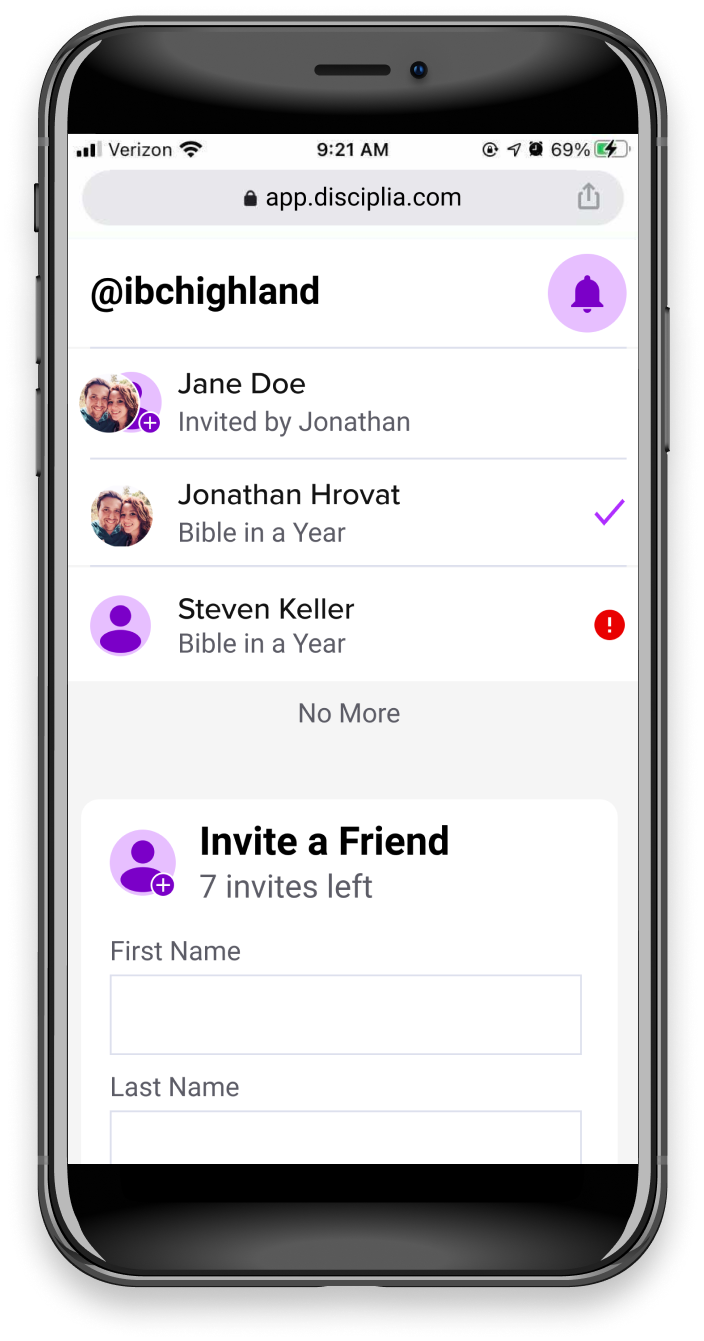 Verizon 9:21 AM 69%
app.disciplia.com
@ibchighland
Jane Doe
Invited by Jonathan
Jonathan Hrovat
Bible in a Year
Steven Keller
Bible in a Year
No More
Invite a Friend
7 invites left
First Name
Last Name